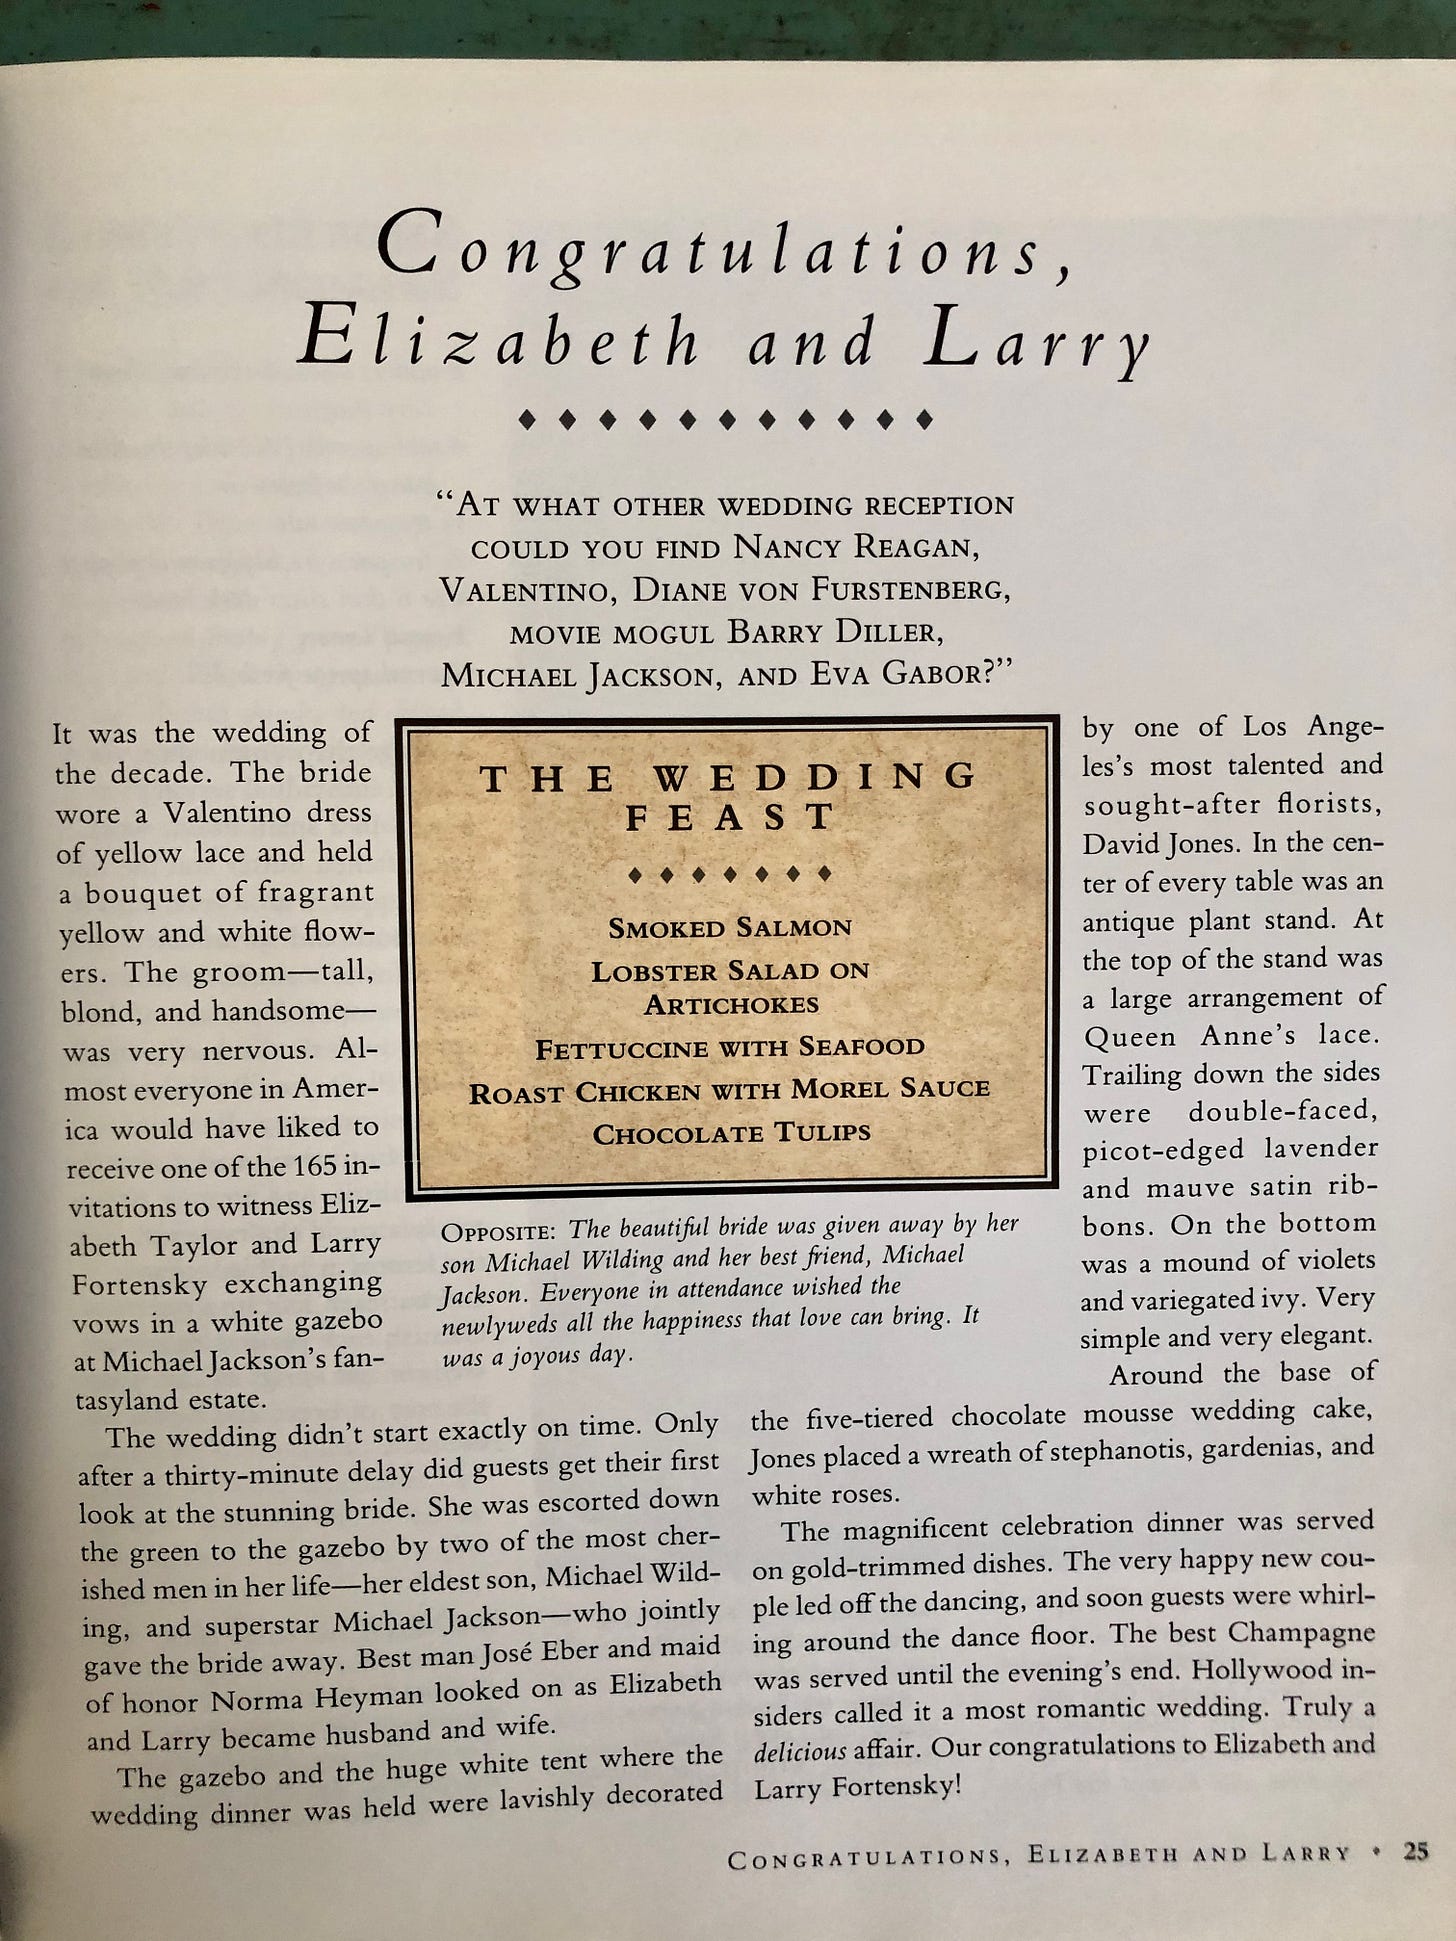 Congratulations,
Elizabeth and Larry
“At what other wedding reception
could you find Nancy Reagan,
Valentino, Diane von Furstenberg,
movie mogul Barry Diller,
Michael Jackson, and Eva Gabor?”
It was the wedding of
the decade. The bride
wore a Valentino dress
of yellow lace and held
a bouquet of fragrant
yellow and white flow-
ers. The groom—tall,
blond, and handsome—
was very nervous. Al-
most everyone in Amer-
ica would have liked to
receive one of the 165 in-
vitations to witness Eliz-
abeth Taylor and Larry
Fortensky exchanging
vows in a white gazebo
at Michael Jackson’s fan-
tasyland estate.
The wedding didn’t start exactly on time. Only
after a thirty-minute delay did guests get their first
look at the stunning bride. She was escorted down
the green to the gazebo by two of the most cher-
ished men in her life—her eldest son, Michael Wild-
ing, and superstar Michael Jackson—who jointly
gave the bride away. Best man José Eber and maid
of honor Norma Heyman looked on as Elizabeth
and Larry became husband and wife.
The gazebo and the huge white tent where the
wedding dinner was held were lavishly decorated
THE WEDDING
FEAST
Smoked Salmon
Lobster Salad on
Artichokes
Fettuccine with Seafood
Roast Chicken with Morel Sauce
Chocolate Tulips
Opposite: The beautiful bride was given away by her
son Michael Wilding and her best friend, Michael
Jackson. Everyone in attendance wished the
newlyweds all the happiness that love can bring. It
was a joyous day.
by one of Los Ange-
les’s most talented and
sought-after florists,
David Jones. In the cen-
ter of every table was an
antique plant stand. At
the top of the stand was
a large arrangement of
Queen Anne’s lace.
Trailing down the sides
were double-faced,
picot-edged lavender
and mauve satin rib-
bons. On the bottom
was a mound of violets
and variegated ivy. Very
simple and very elegant.
Around the base of
the five-tiered chocolate mousse wedding cake,
Jones placed a wreath of stephanotis, gardenias, and
white roses.
The magnificent celebration dinner was served
on gold-trimmed dishes. The very happy new cou-
ple led off the dancing, and soon guests were whirl-
ing around the dance floor. The best Champagne
was served until the evening’s end. Hollywood in-
siders called it a most romantic wedding. Truly a
delicious affair. Our congratulations to Elizabeth and
Larry Fortensky!
Congratulations, Elizabeth and Larry • 25